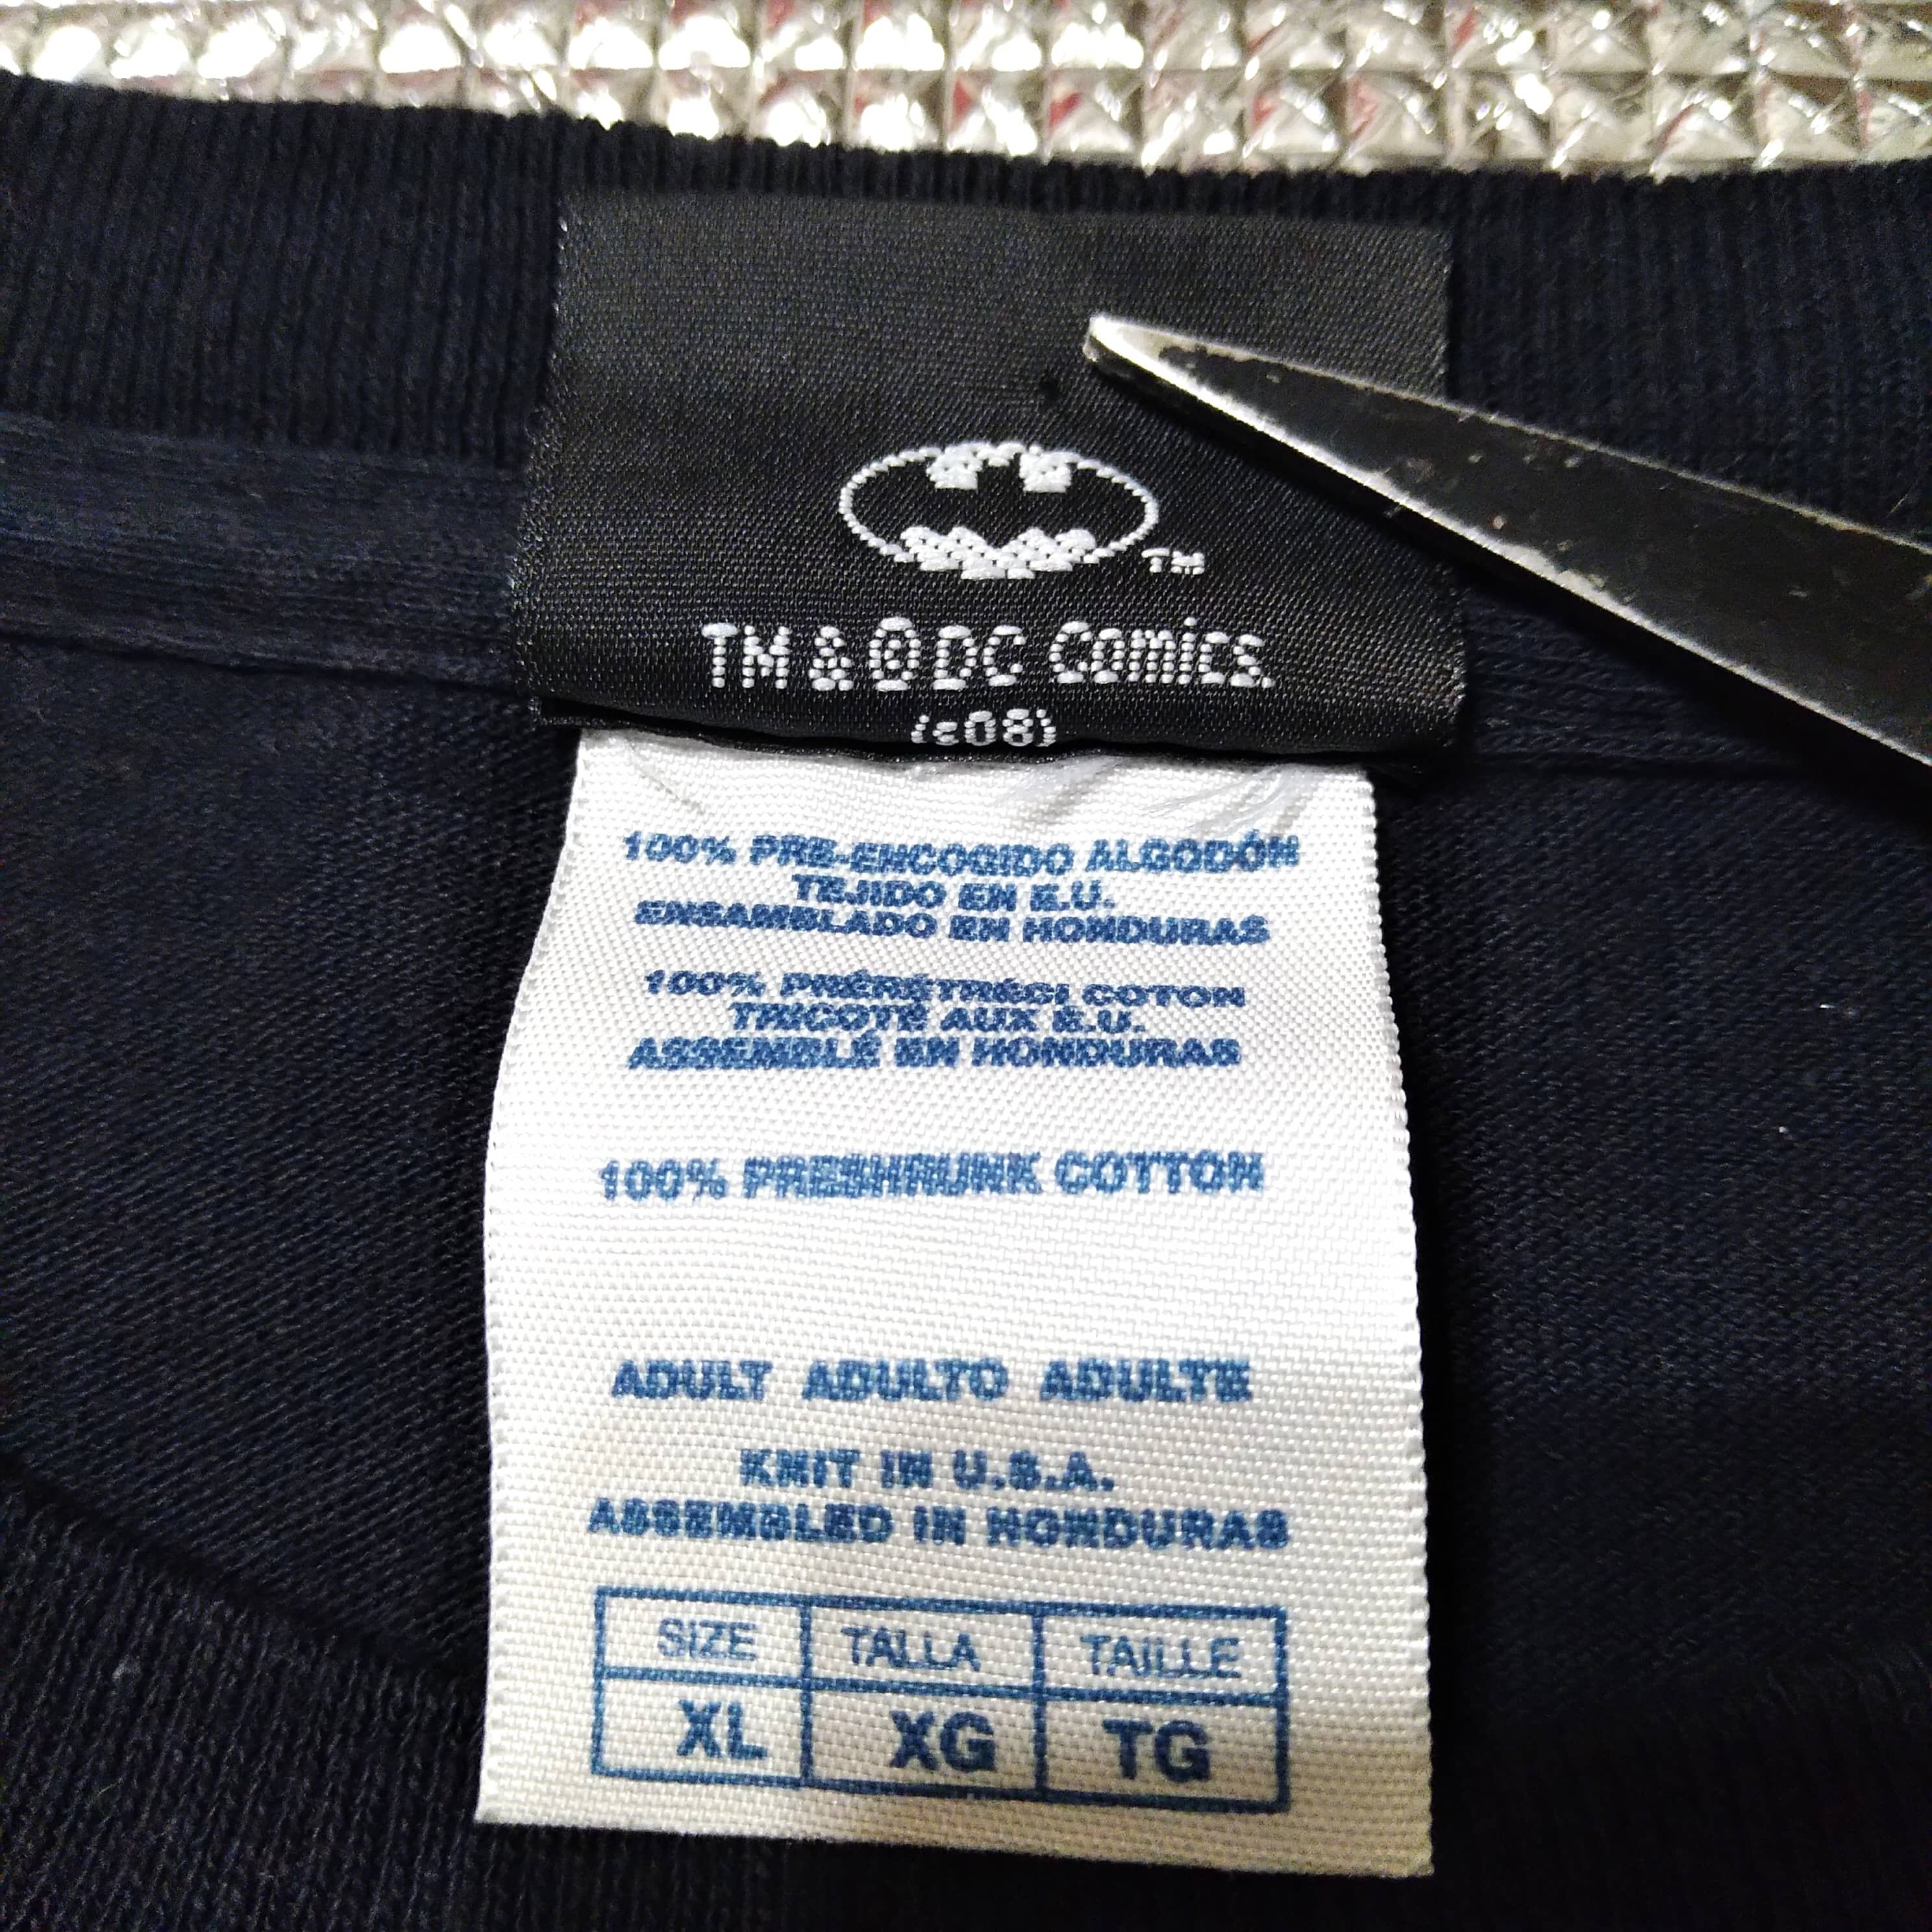 TM
TM & © DC Comics.
(s08)
100% PRE-ENCOGIDO ALGODÓN
TEJIDO EN E.U.
ENSAMBLADO EN HONDURAS
100% PRÉRÉTRÉCI COTON
TRICOTÉ AUX É.U.
ASSEMBLÉ EN HONDURAS
100% PRESHRUNK COTTON
ADULT ADULTO ADULTE
KNIT IN U.S.A.
ASSEMBLED IN HONDURAS
SIZE TALLA TAILLE
XL XG TG